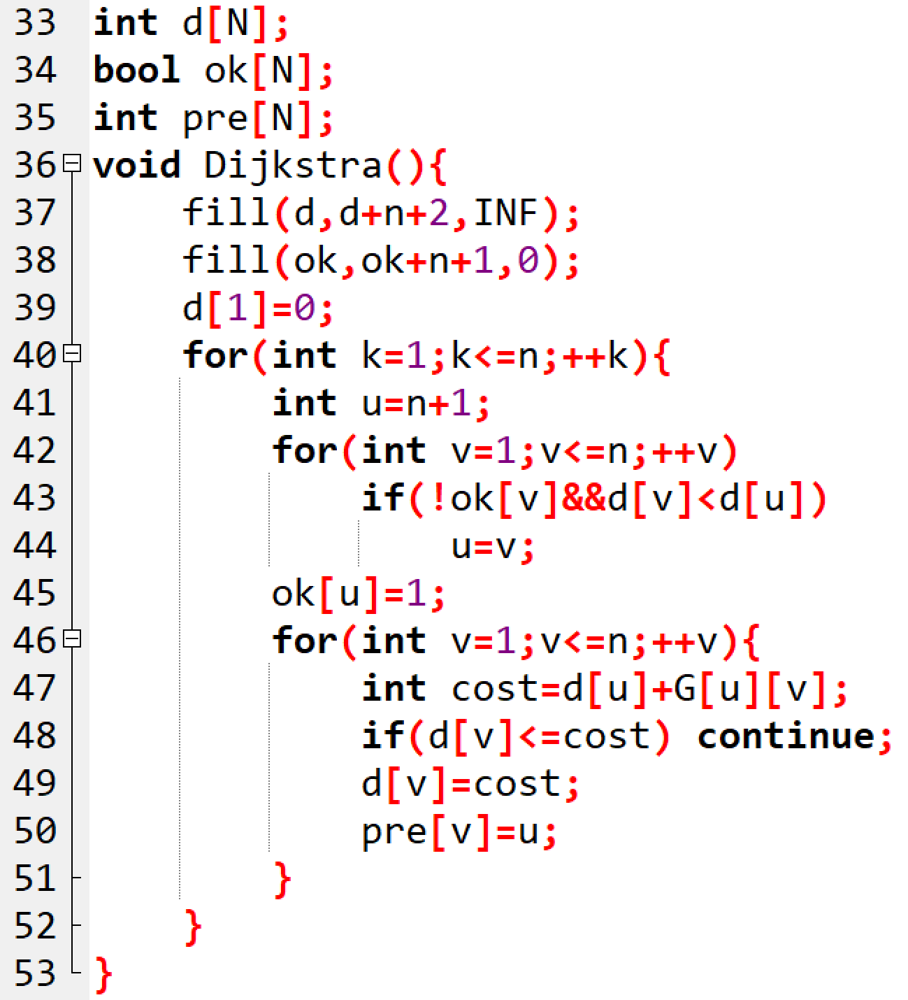 33 int d[N];
34 bool ok[N];
35 int pre[N];
36 void Dijkstra(){
37     fill(d,d+n+2,INF);
38     fill(ok,ok+n+1,0);
39     d[1]=0;
40     for(int k=1;k<=n;++k){
41         int u=n+1;
42         for(int v=1;v<=n;++v)
43             if(!ok[v]&&d[v]<d[u])
44                 u=v;
45         ok[u]=1;
46         for(int v=1;v<=n;++v){
47             int cost=d[u]+G[u][v];
48             if(d[v]<=cost) continue;
49             d[v]=cost;
50             pre[v]=u;
51         }
52     }
53 }